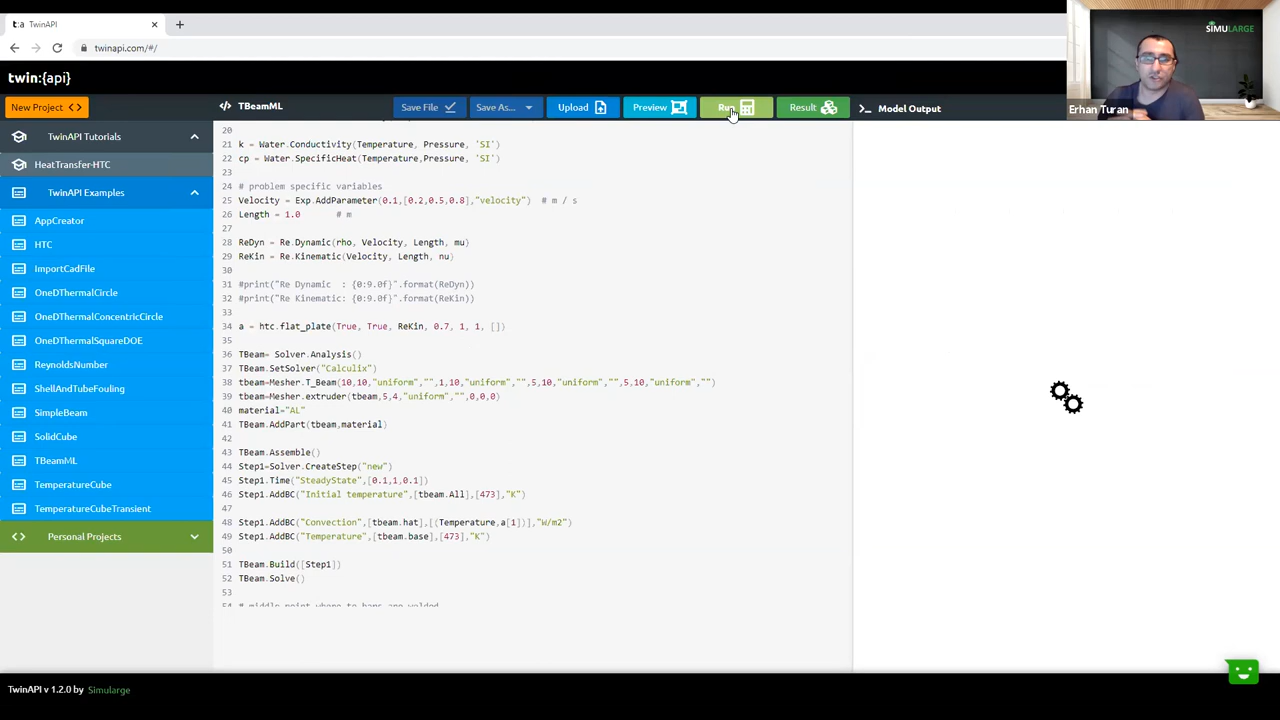 t:a TwinAPI
twinapi.com/#/
SIMULARGE
Erhan Turan
twin:{api}
New Project <>
</> TBeamML
Save File
Save As...
Upload
Preview
Run
Result
Model Output
TwinAPI Tutorials
HeatTransfer-HTC
TwinAPI Examples
AppCreator
HTC
ImportCadFile
OneDThermalCircle
OneDThermalConcentricCircle
OneDThermalSquareDOE
ReynoldsNumber
ShellAndTubeFouling
SimpleBeam
SolidCube
TBeamML
TemperatureCube
TemperatureCubeTransient
<> Personal Projects
20
21 k = Water.Conductivity(Temperature, Pressure, 'SI')
22 cp = Water.SpecificHeat(Temperature,Pressure, 'SI')
23
24 # problem specific variables
25 Velocity = Exp.AddParameter(0.1,[0.2,0.5,0.8],"velocity") # m / s
26 Length = 1.0 # m
27
28 ReDyn = Re.Dynamic(rho, Velocity, Length, mu)
29 ReKin = Re.Kinematic(Velocity, Length, nu)
30
31 #print("Re Dynamic : {0:9.0f}".format(ReDyn))
32 #print("Re Kinematic: {0:9.0f}".format(ReKin))
33
34 a = htc.flat_plate(True, True, ReKin, 0.7, 1, 1, [])
35
36 TBeam= Solver.Analysis()
37 TBeam.SetSolver("Calculix")
38 tbeam=Mesher.T_Beam(10,10,"uniform","",1,10,"uniform","",5,10,"uniform","",5,10,"uniform","")
39 tbeam=Mesher.extruder(tbeam,5,4,"uniform","",0,0,0)
40 material="AL"
41 TBeam.AddPart(tbeam,material)
42
43 TBeam.Assemble()
44 Step1=Solver.CreateStep("new")
45 Step1.Time("SteadyState",[0.1,1,0.1])
46 Step1.AddBC("Initial temperature",[tbeam.All],[473],"K")
47
48 Step1.AddBC("Convection",[tbeam.hat],[(Temperature,a[1])],"W/m2")
49 Step1.AddBC("Temperature",[tbeam.base],[473],"K")
50
51 TBeam.Build([Step1])
52 TBeam.Solve()
53
54 # middle point where to bans are welded
TwinAPI v 1.2.0 by Simularge